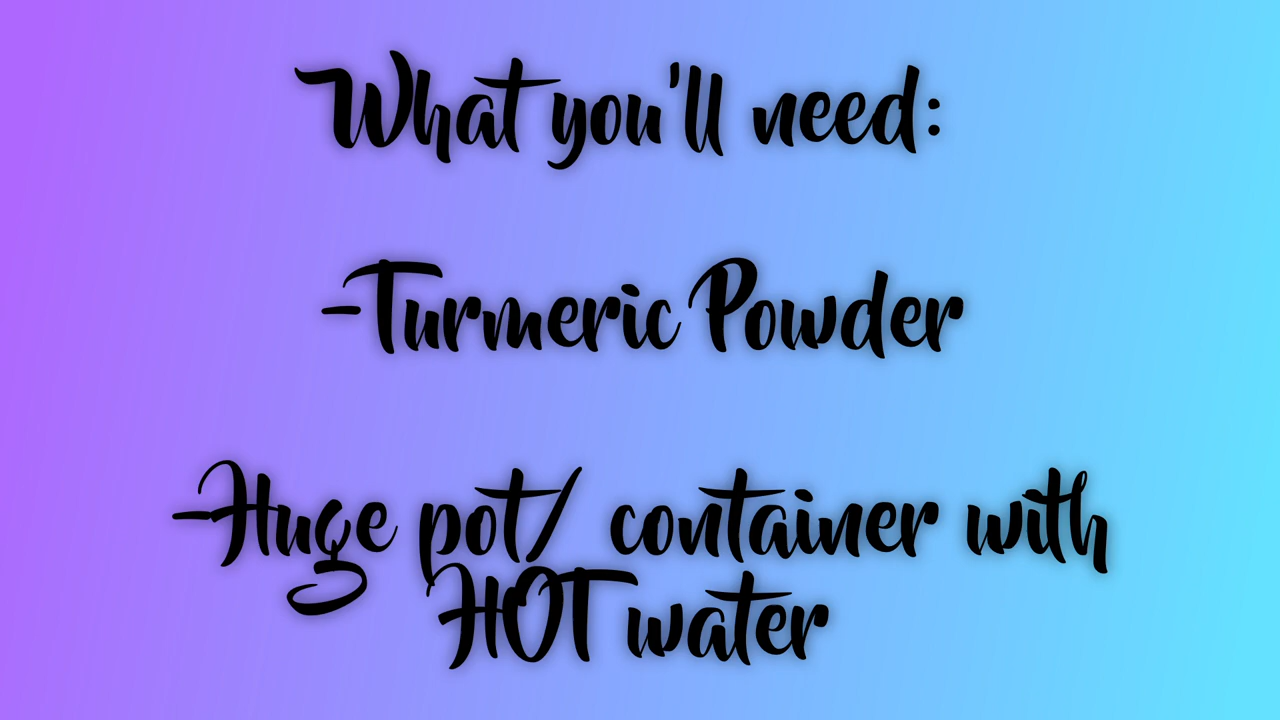 What you'll need:
-Turmeric Powder
-Huge pot/ container with
HOT water